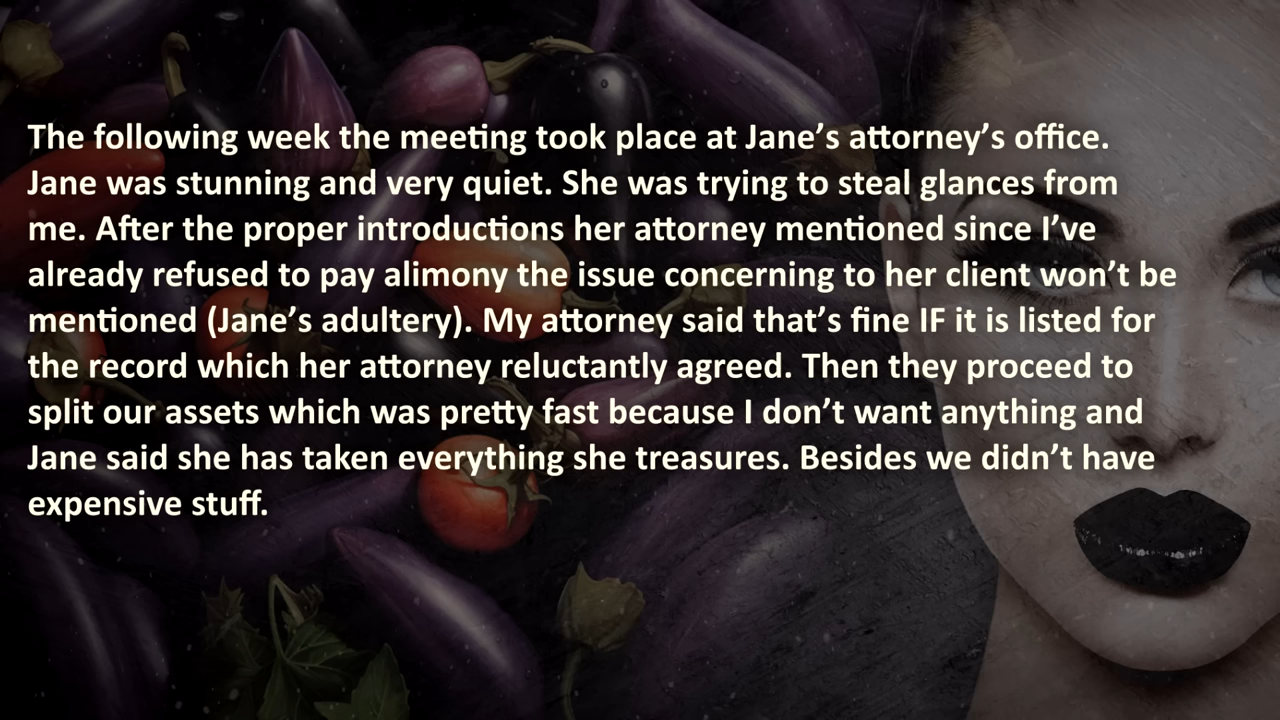 The following week the meeting took place at Jane’s attorney’s office.
Jane was stunning and very quiet. She was trying to steal glances from
me. After the proper introductions her attorney mentioned since I’ve
already refused to pay alimony the issue concerning to her client won’t be
mentioned (Jane’s adultery). My attorney said that’s fine IF it is listed for
the record which her attorney reluctantly agreed. Then they proceed to
split our assets which was pretty fast because I don’t want anything and
Jane said she has taken everything she treasures. Besides we didn’t have
expensive stuff.